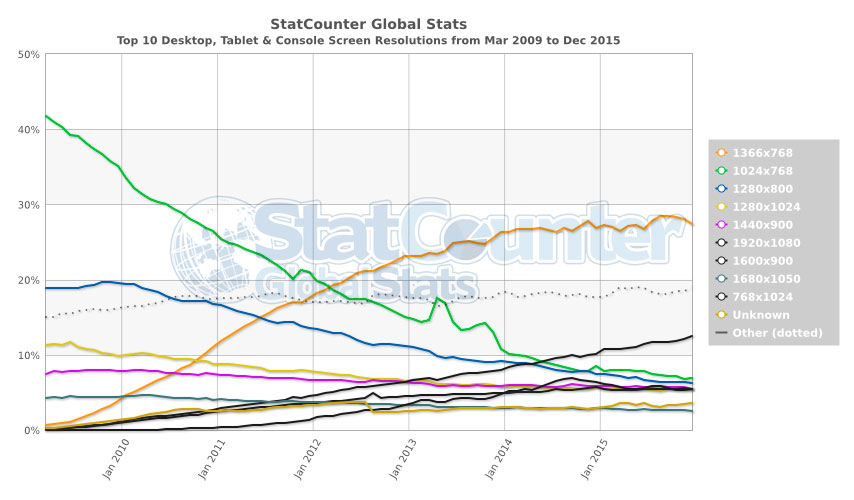 StatCounter Global Stats
Top 10 Desktop, Tablet & Console Screen Resolutions from Mar 2009 to Dec 2015
50%
40%
30%
20%
10%
0%
StatCounter
GlobalStats
1366x768
1024x768
1280x800
1280x1024
1440x900
1920x1080
1600x900
1680x1050
768x1024
Unknown
Other (dotted)
Jan 2010
Jan 2011
Jan 2012
Jan 2013
Jan 2014
Jan 2015